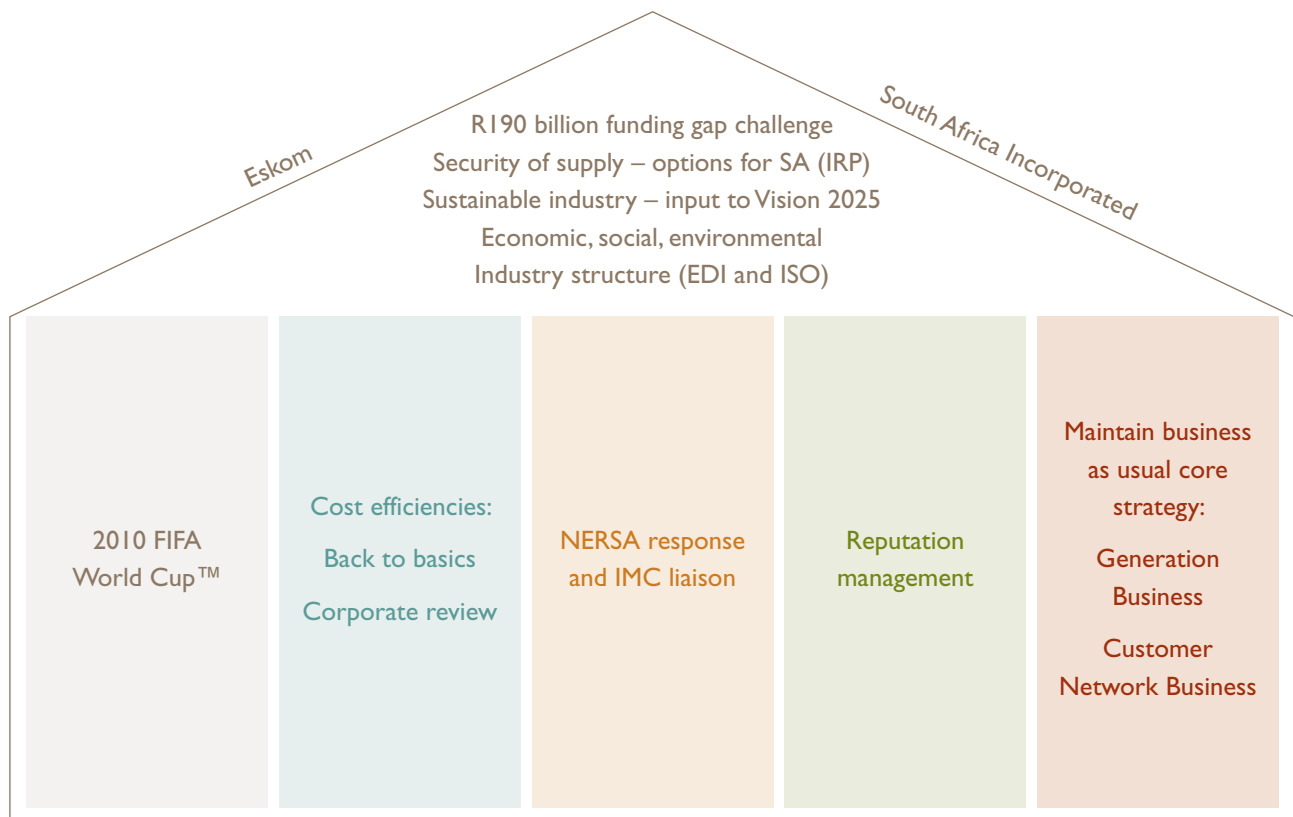 Eskom
South Africa Incorporated
R190 billion funding gap challenge
Security of supply – options for SA (IRP)
Sustainable industry – input to Vision 2025
Economic, social, environmental
Industry structure (EDI and ISO)
2010 FIFA
World Cup™
Cost efficiencies:
Back to basics
Corporate review
NERSA response
and IMC liaison
Reputation
management
Maintain business
as usual core
strategy:
Generation
Business
Customer
Network Business